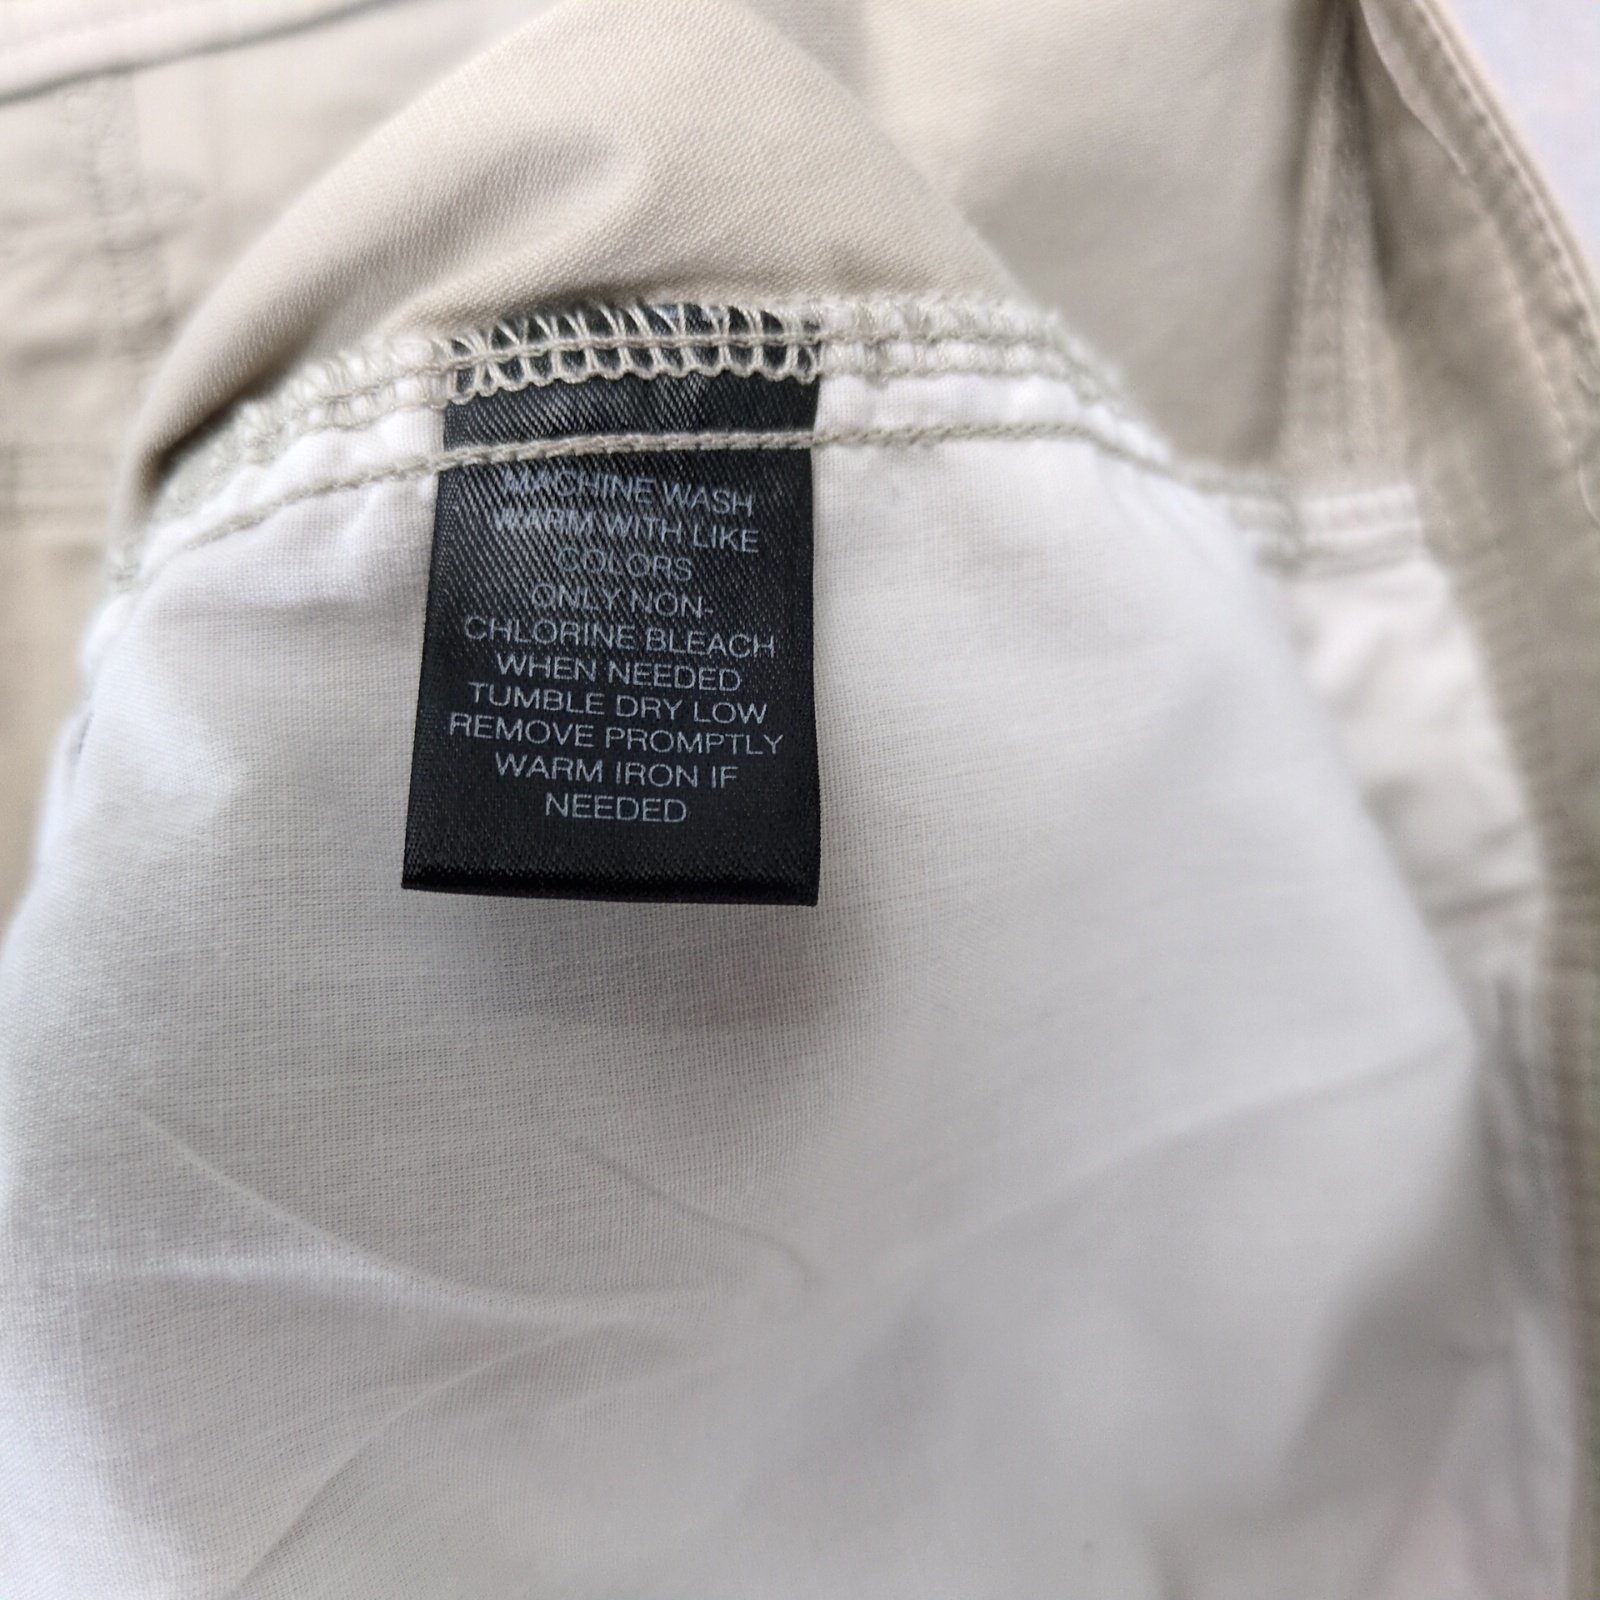 MACHINE WASH
WARM WITH LIKE
COLORS
ONLY NON-
CHLORINE BLEACH
WHEN NEEDED
TUMBLE DRY LOW
REMOVE PROMPTLY
WARM IRON IF
NEEDED